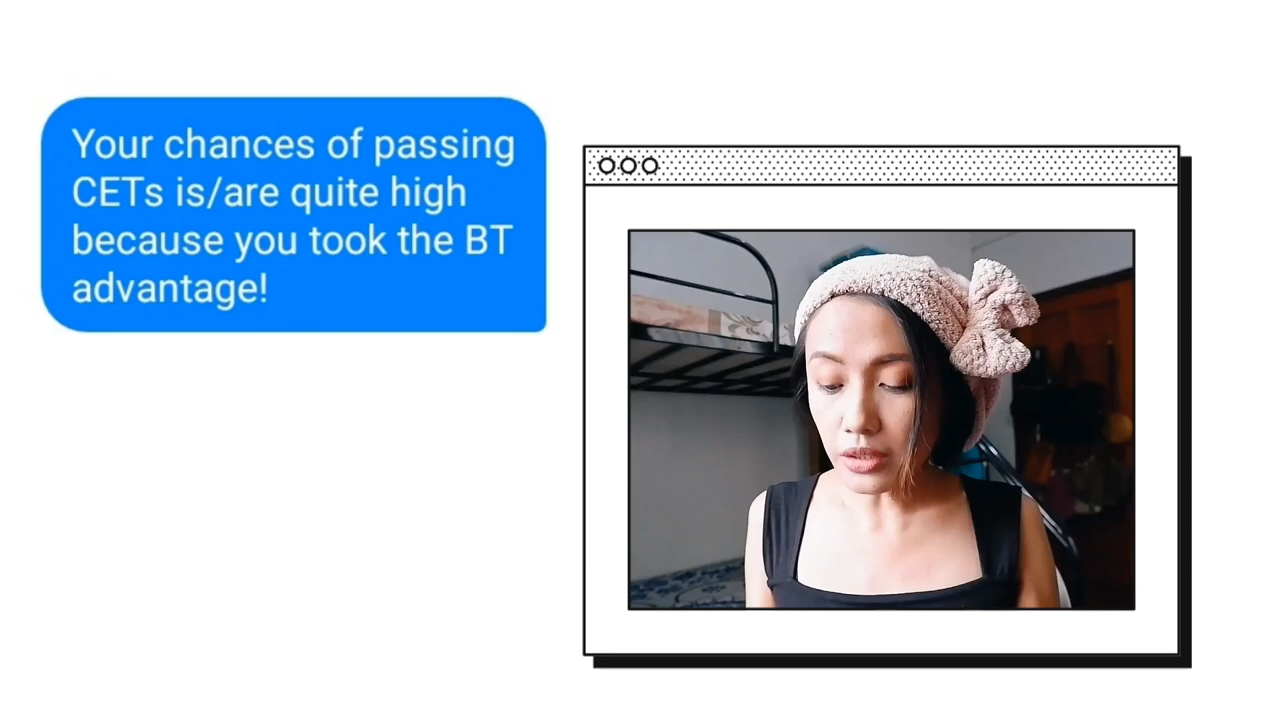 Your chances of passing
CETs is/are quite high
because you took the BT
advantage!